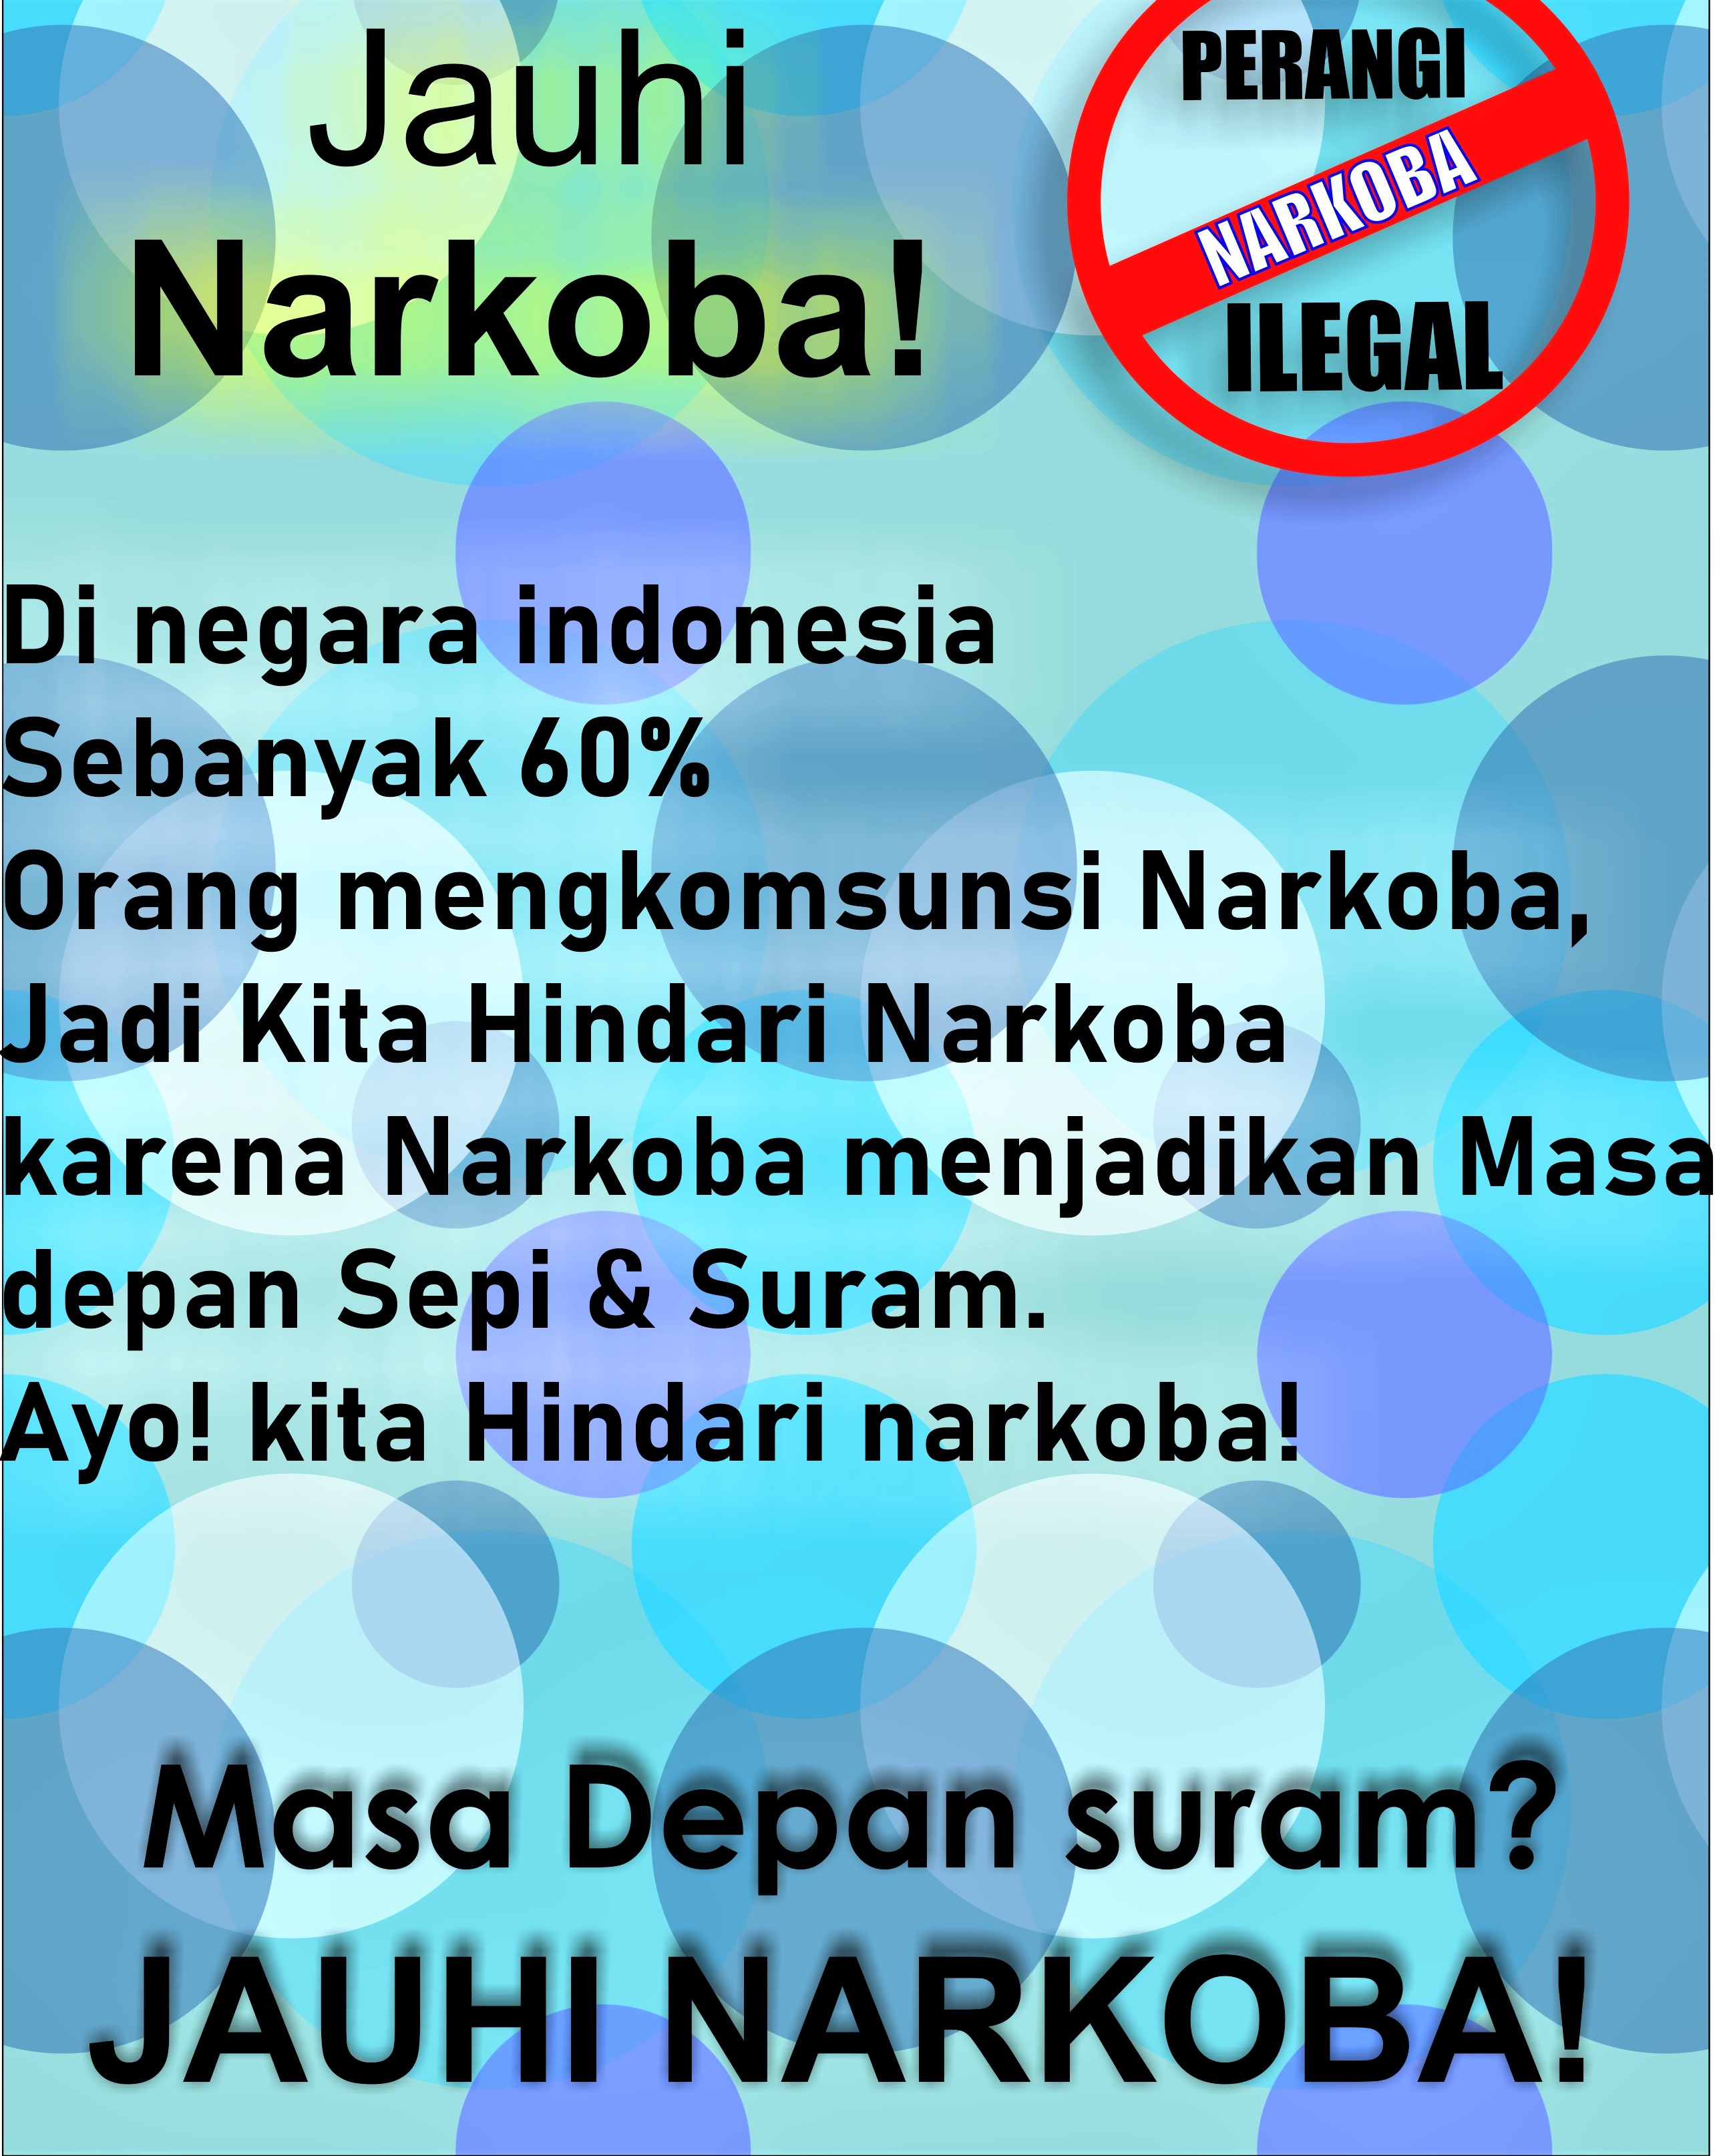 Jauhi
Narkoba!
PERANGI
NARKOBA
ILEGAL
Di negara indonesia
Sebanyak 60%
Orang mengkomsunsi Narkoba,
Jadi Kita Hindari Narkoba
karena Narkoba menjadikan Masa
depan Sepi & Suram.
Ayo! kita Hindari narkoba!
Masa Depan suram?
JAUHI NARKOBA!